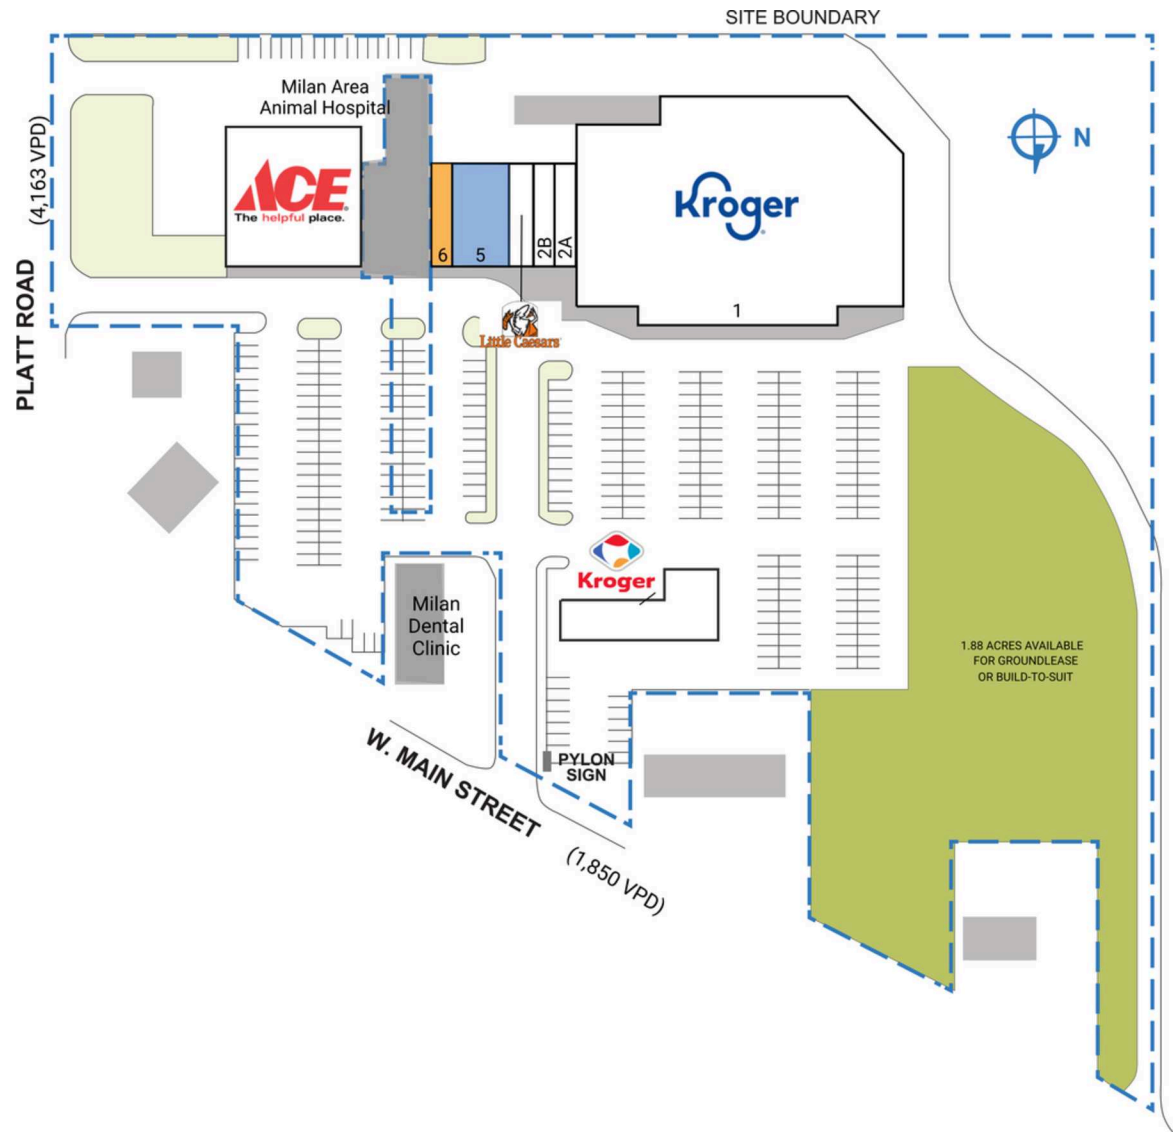 SITE BOUNDARY
Milan Area
Animal Hospital
N
(4,163 VPD)
PLATT ROAD
ACE
The helpful place.
Kroger
6
5
2B
2A
1
Little Caesars
Kroger
Milan
Dental
Clinic
1.88 ACRES AVAILABLE
FOR GROUNDLEASE
OR BUILD-TO-SUIT
PYLON
SIGN
W. MAIN STREET
(1,850 VPD)